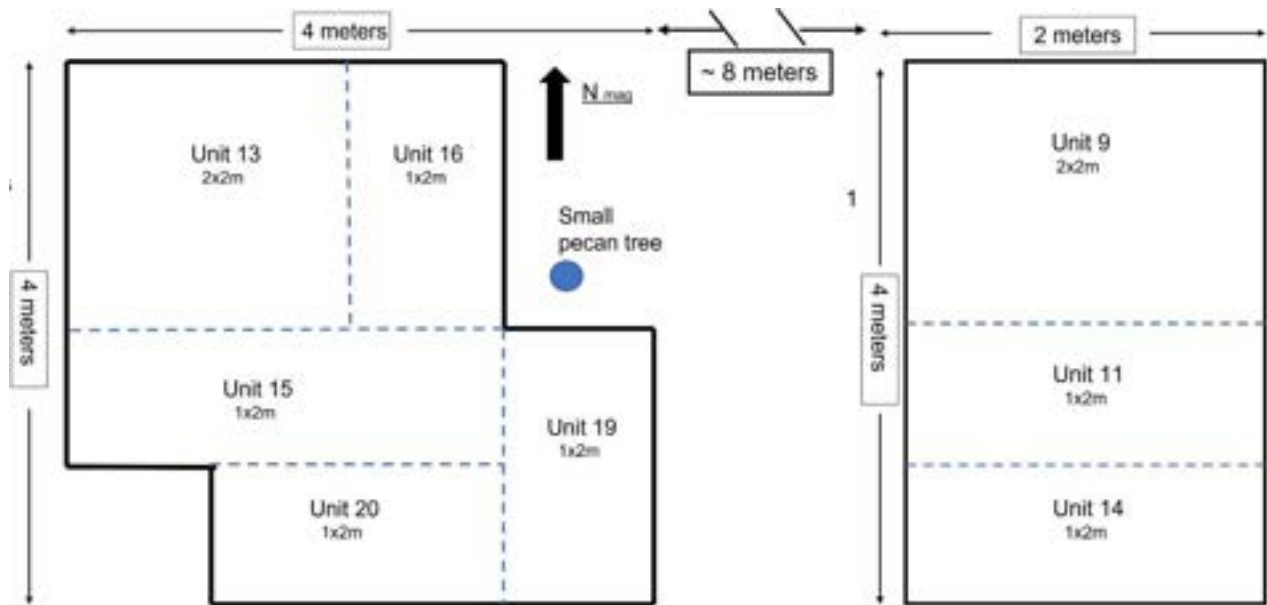 4 meters
~ 8 meters
2 meters
N mag
Unit 13
2x2m
Unit 16
1x2m
Small
pecan tree
4 meters
Unit 15
1x2m
Unit 19
1x2m
Unit 20
1x2m
1
4 meters
Unit 9
2x2m
Unit 11
1x2m
Unit 14
1x2m